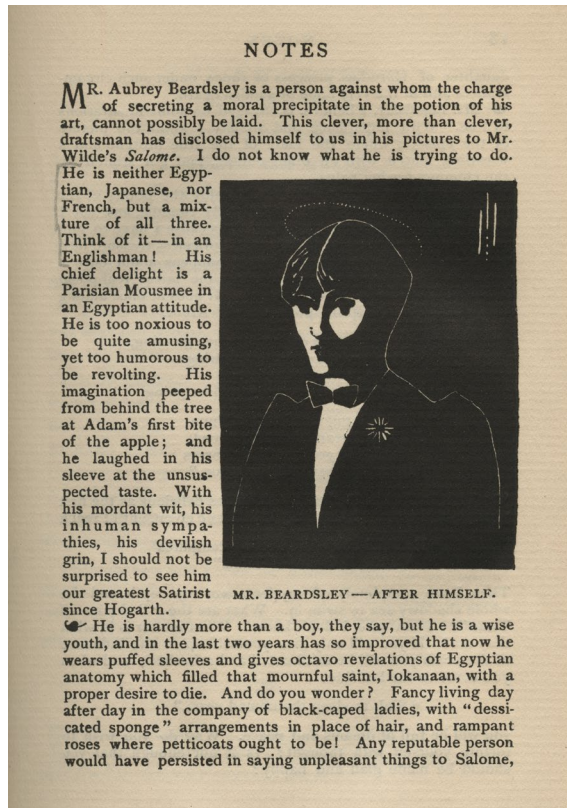 NOTES
MR. Aubrey Beardsley is a person against whom the charge
of secreting a moral precipitate in the potion of his
art, cannot possibly be laid. This clever, more than clever,
draftsman has disclosed himself to us in his pictures to Mr.
Wilde's Salome. I do not know what he is trying to do.
He is neither Egyp-
tian, Japanese, nor
French, but a mix-
ture of all three.
Think of it—in an
Englishman! His
chief delight is a
Parisian Mousmee in
an Egyptian attitude.
He is too noxious to
be quite amusing,
yet too humorous to
be revolting. His
imagination peeped
from behind the tree
at Adam's first bite
of the apple; and
he laughed in his
sleeve at the unsus-
pected taste. With
his mordant wit, his
inhuman sympa-
thies, his devilish
grin, I should not be
surprised to see him
our greatest Satirist
since Hogarth.
MR. BEARDSLEY—AFTER HIMSELF.
He is hardly more than a boy, they say, but he is a wise
youth, and in the last two years has so improved that now he
wears puffed sleeves and gives octavo revelations of Egyptian
anatomy which filled that mournful saint, Iokanaan, with a
proper desire to die. And do you wonder? Fancy living day
after day in the company of black-caped ladies, with "dessi-
cated sponge" arrangements in place of hair, and rampant
roses where petticoats ought to be! Any reputable person
would have persisted in saying unpleasant things to Salome,